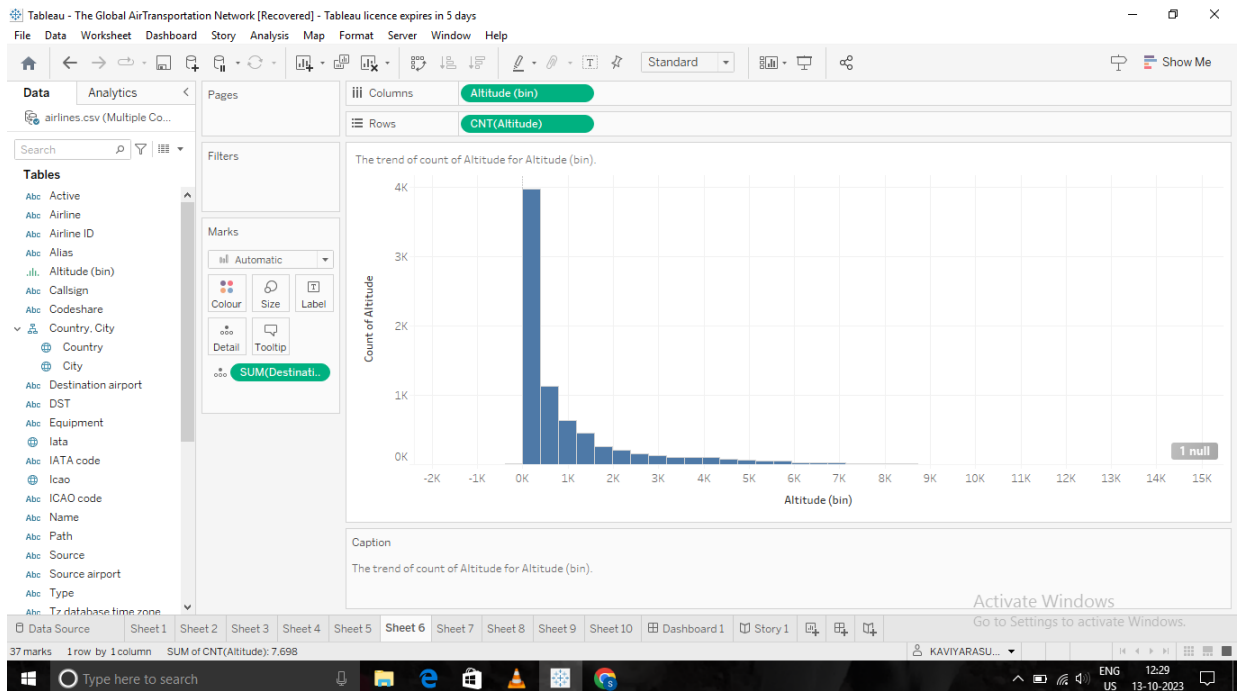 Tableau - The Global AirTransportation Network [Recovered] - Tableau licence expires in 5 days
File Data Worksheet Dashboard Story Analysis Map Format Server Window Help
Standard
Show Me
Data Analytics
airlines.csv (Multiple Co...
Search
Tables
Abc Active
Abc Airline
Abc Airline ID
Abc Alias
Altitude (bin)
Abc Callsign
Abc Codeshare
Country, City
Country
City
Abc Destination airport
Abc DST
Abc Equipment
Iata
Abc IATA code
Icao
Abc ICAO code
Abc Name
Abc Path
Abc Source
Abc Source airport
Abc Type
Abc Tz database time zone
Pages
Filters
Marks
Automatic
Colour Size Label
Detail Tooltip
SUM(Destinati..
Columns Altitude (bin)
Rows CNT(Altitude)
The trend of count of Altitude for Altitude (bin).
4K
3K
2K
1K
0K
Count of Altitude
1 null
-2K -1K 0K 1K 2K 3K 4K 5K 6K 7K 8K 9K 10K 11K 12K 13K 14K 15K
Altitude (bin)
Caption
The trend of count of Altitude for Altitude (bin).
Activate Windows
Go to Settings to activate Windows.
Data Source Sheet 1 Sheet 2 Sheet 3 Sheet 4 Sheet 5 Sheet 6 Sheet 7 Sheet 8 Sheet 9 Sheet 10 Dashboard 1 Story 1
37 marks 1 row by 1 column SUM of CNT(Altitude): 7,698
KAVIYARASU...
Type here to search
ENG
US
12:29
13-10-2023